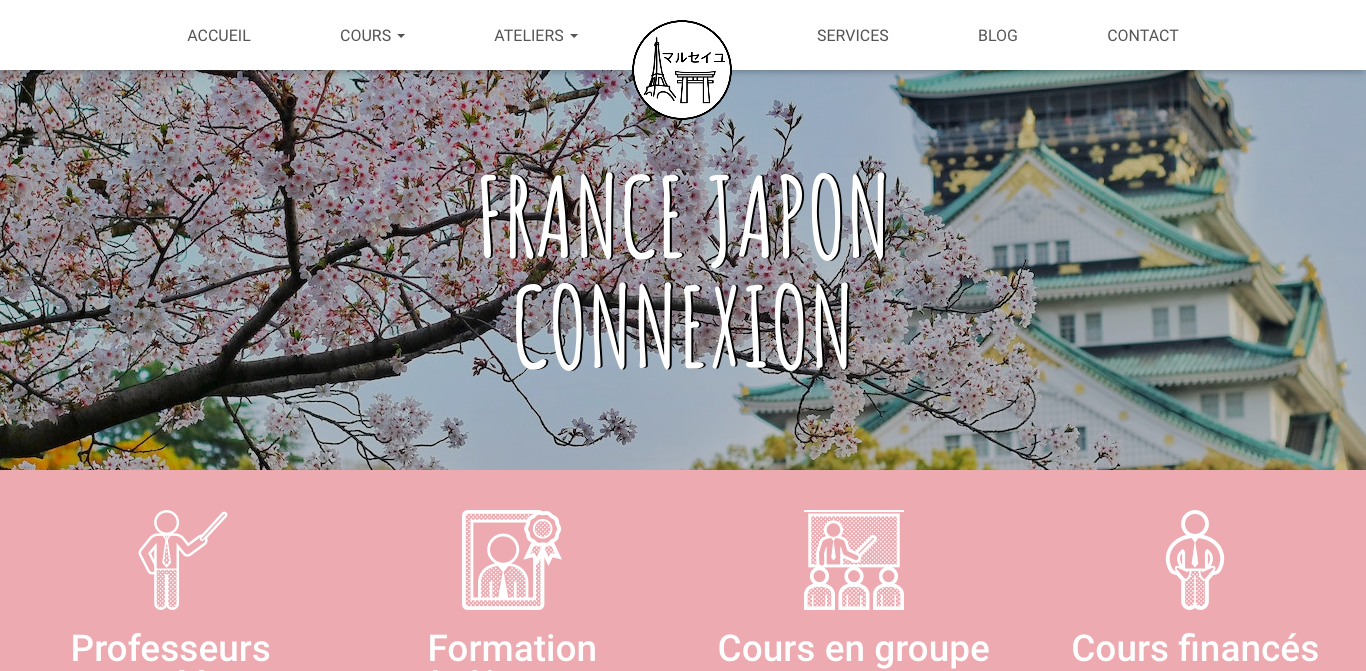 ACCUEIL
COURS
ATELIERS
マルセイユ
SERVICES
BLOG
CONTACT
FRANCE JAPON
CONNEXION
Professeurs
Formation
Cours en groupe
Cours financés